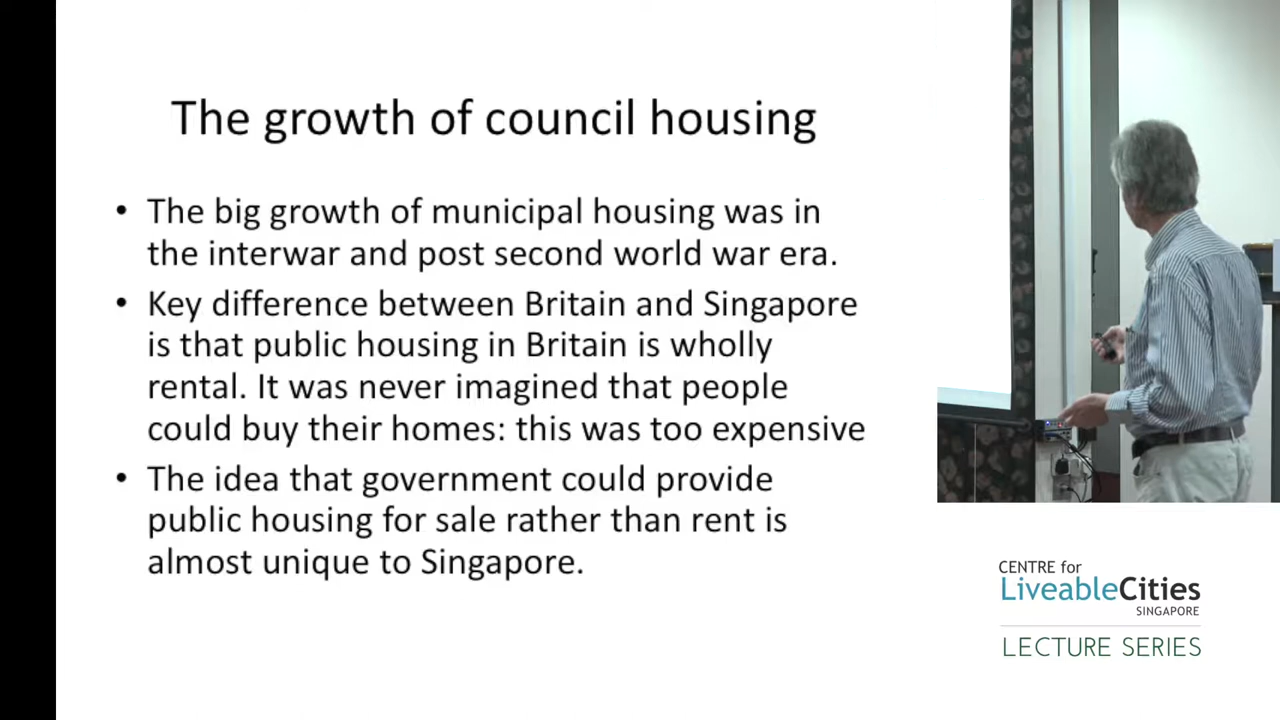 The growth of council housing
• The big growth of municipal housing was in
the interwar and post second world war era.
• Key difference between Britain and Singapore
is that public housing in Britain is wholly
rental. It was never imagined that people
could buy their homes: this was too expensive
• The idea that government could provide
public housing for sale rather than rent is
almost unique to Singapore.
CENTRE for
LiveableCities
SINGAPORE
LECTURE SERIES